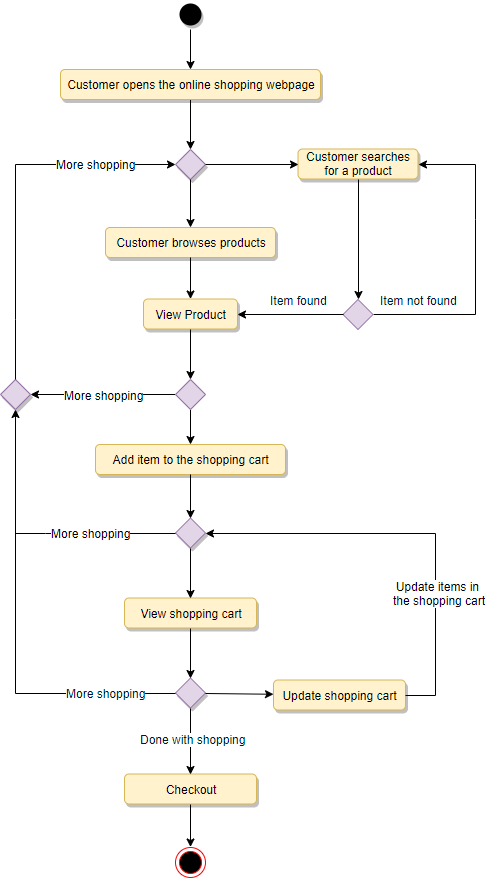 Customer opens the online shopping webpage
More shopping
Customer searches
for a product
Customer browses products
View Product
Item found
Item not found
More shopping
Add item to the shopping cart
More shopping
Update items in
the shopping cart
View shopping cart
More shopping
Update shopping cart
Done with shopping
Checkout